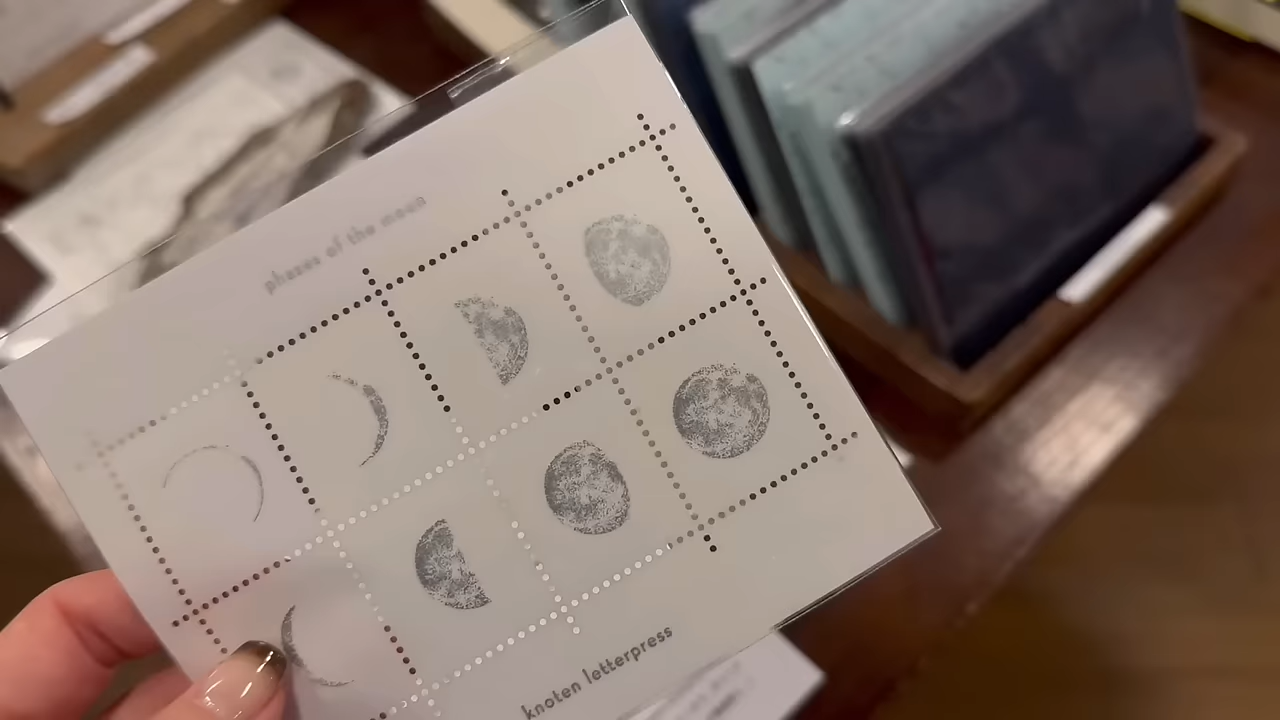 phases of the moon
knoten letterpress